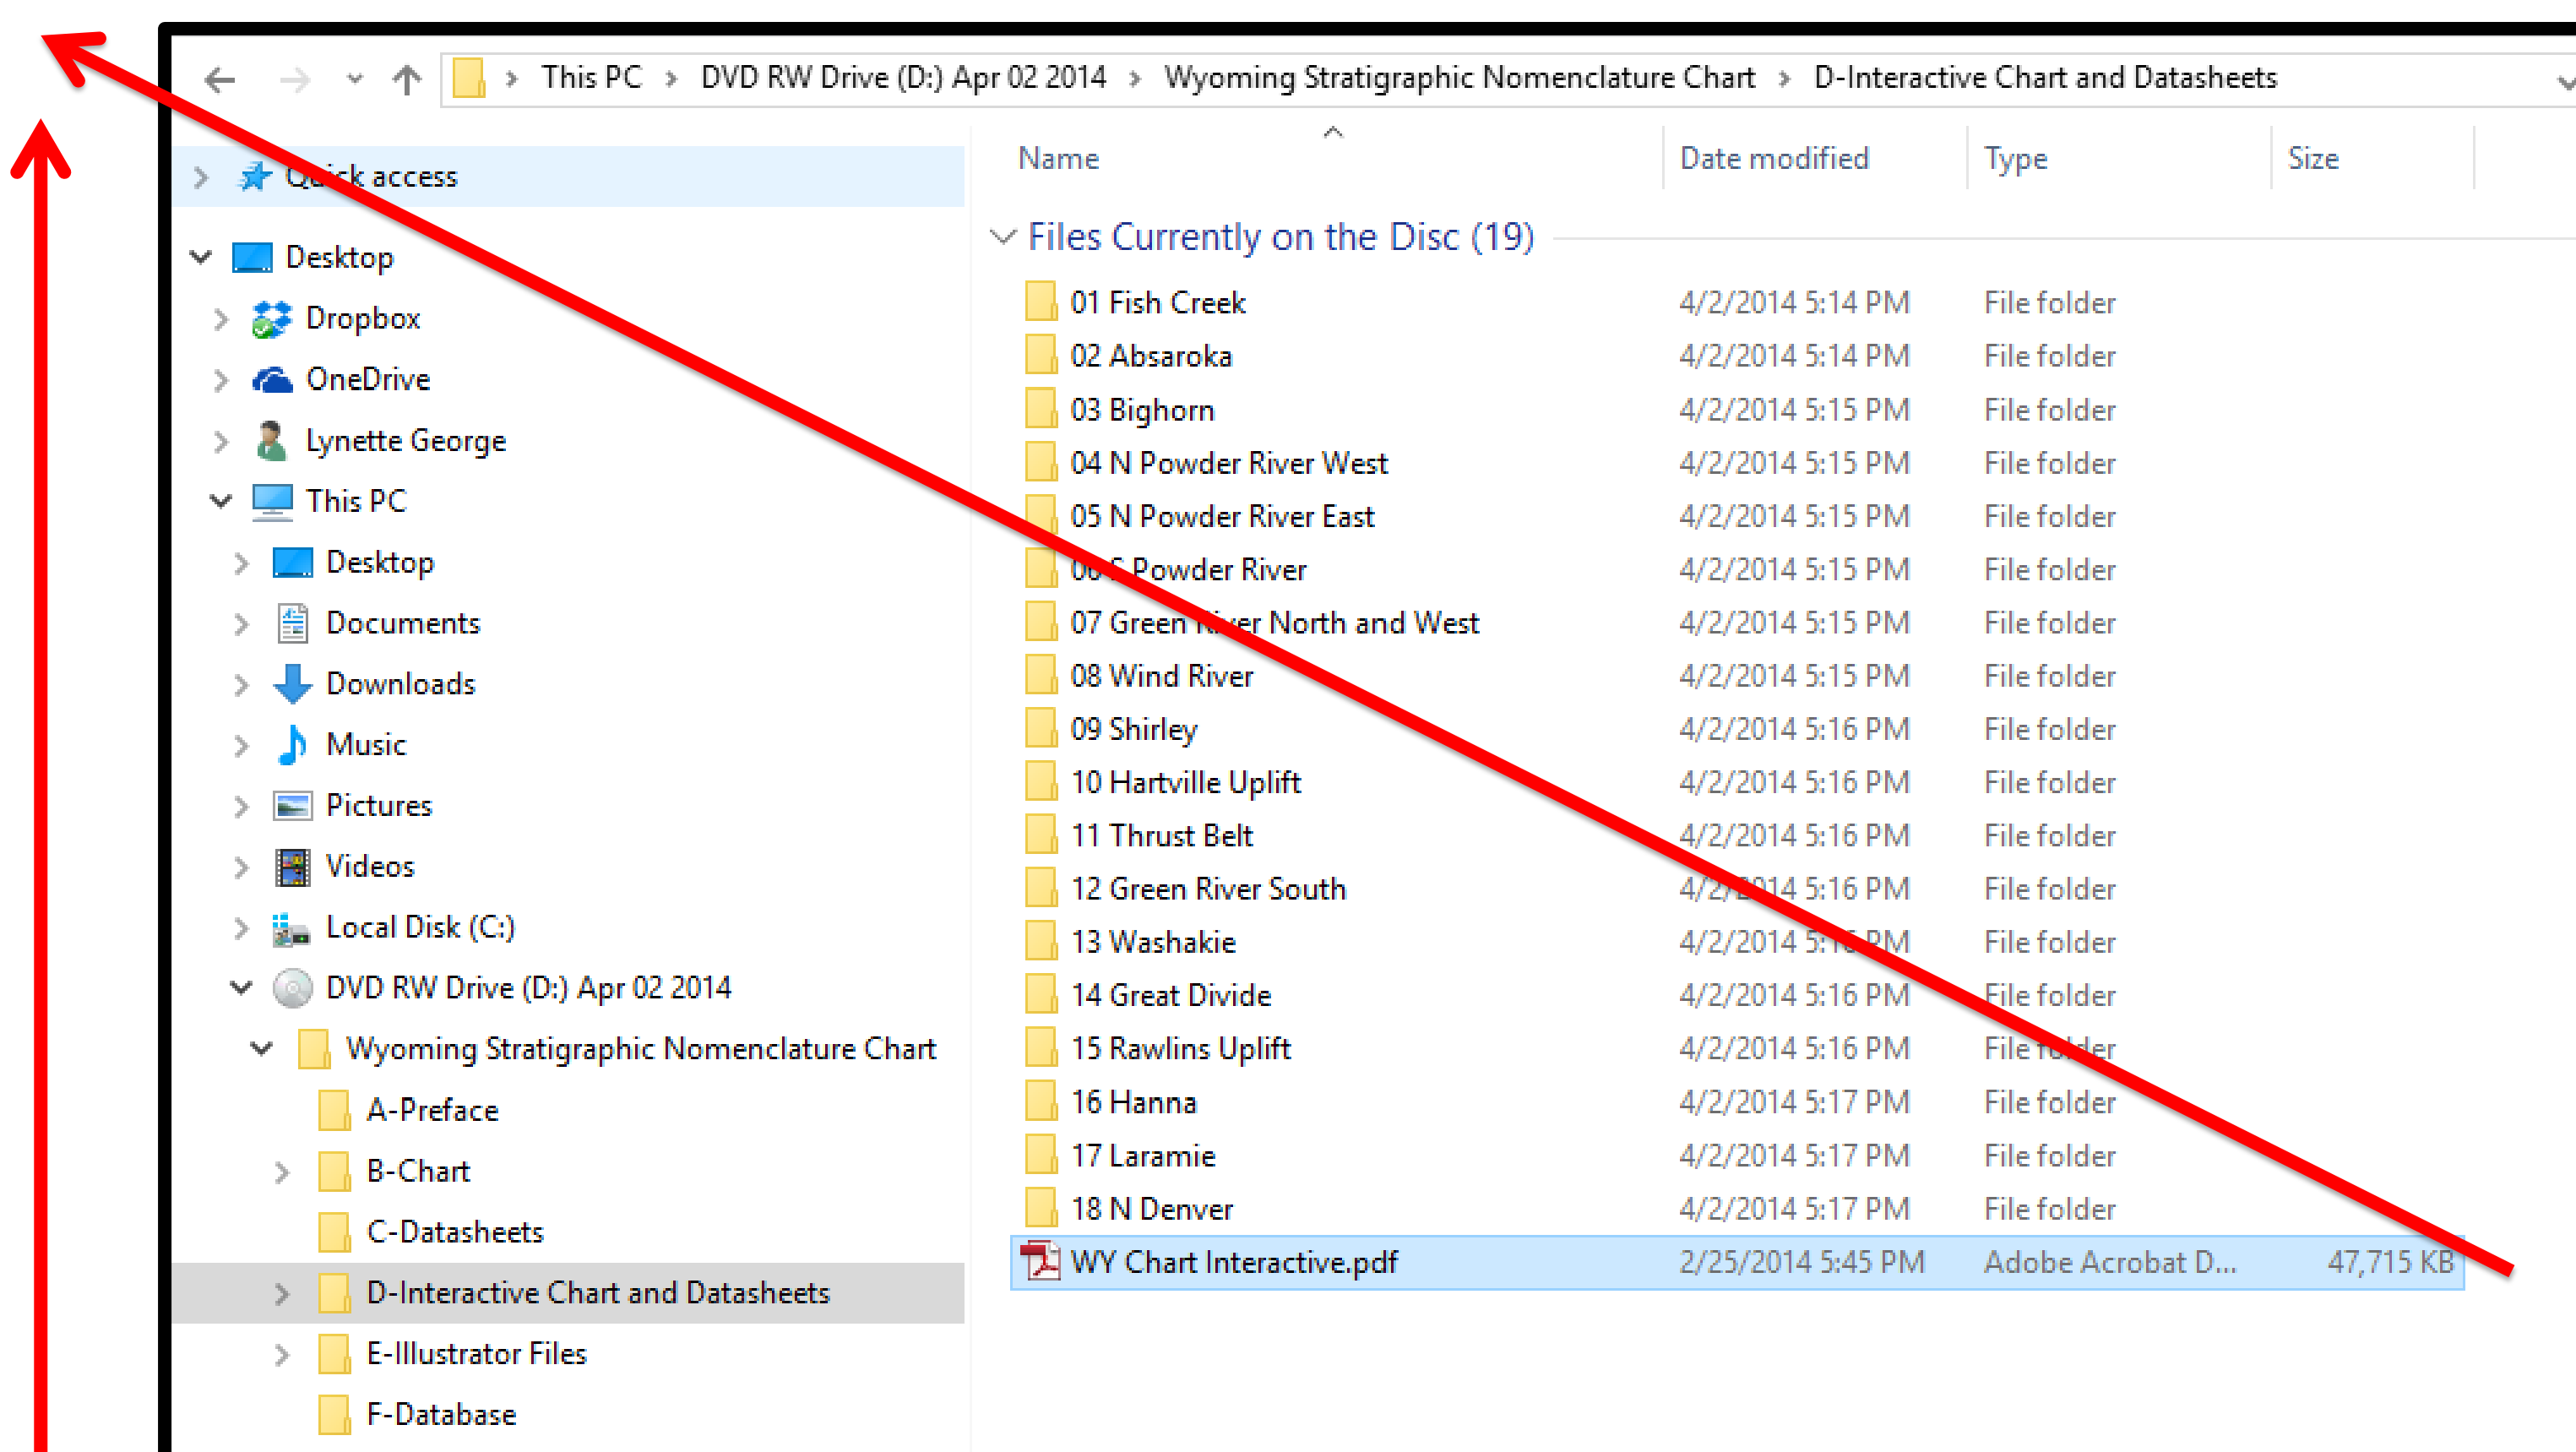 This PC > DVD RW Drive (D:) Apr 02 2014 > Wyoming Stratigraphic Nomenclature Chart > D-Interactive Chart and Datasheets
Quick access
Desktop
Dropbox
OneDrive
Lynette George
This PC
Desktop
Documents
Downloads
Music
Pictures
Videos
Local Disk (C:)
DVD RW Drive (D:) Apr 02 2014
Wyoming Stratigraphic Nomenclature Chart
A-Preface
B-Chart
C-Datasheets
D-Interactive Chart and Datasheets
E-Illustrator Files
F-Database
Name Date modified Type Size
Files Currently on the Disc (19)
01 Fish Creek 4/2/2014 5:14 PM File folder
02 Absaroka 4/2/2014 5:14 PM File folder
03 Bighorn 4/2/2014 5:15 PM File folder
04 N Powder River West 4/2/2014 5:15 PM File folder
05 N Powder River East 4/2/2014 5:15 PM File folder
06 S Powder River 4/2/2014 5:15 PM File folder
07 Green River North and West 4/2/2014 5:15 PM File folder
08 Wind River 4/2/2014 5:15 PM File folder
09 Shirley 4/2/2014 5:16 PM File folder
10 Hartville Uplift 4/2/2014 5:16 PM File folder
11 Thrust Belt 4/2/2014 5:16 PM File folder
12 Green River South 4/2/2014 5:16 PM File folder
13 Washakie 4/2/2014 5:16 PM File folder
14 Great Divide 4/2/2014 5:16 PM File folder
15 Rawlins Uplift 4/2/2014 5:16 PM File folder
16 Hanna 4/2/2014 5:17 PM File folder
17 Laramie 4/2/2014 5:17 PM File folder
18 N Denver 4/2/2014 5:17 PM File folder
WY Chart Interactive.pdf 2/25/2014 5:45 PM Adobe Acrobat D... 47,715 KB